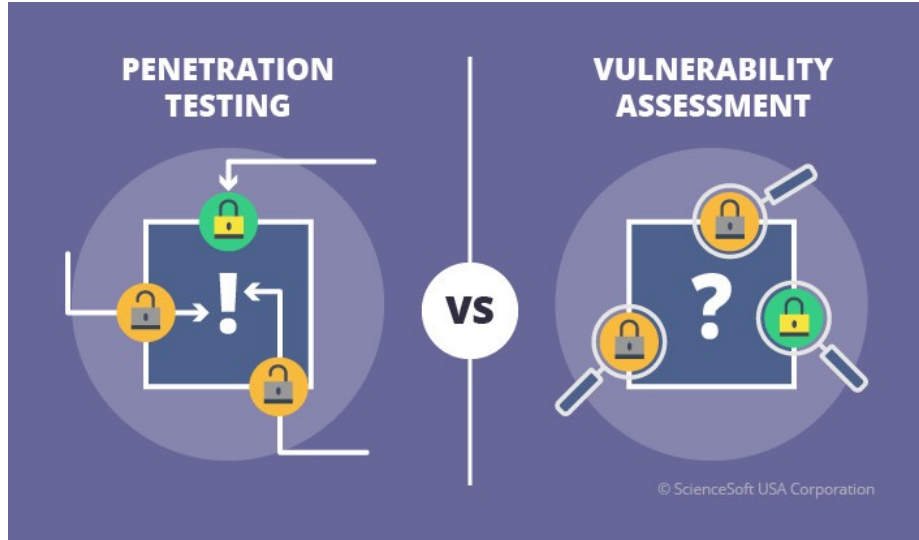 PENETRATION
TESTING
VULNERABILITY
ASSESSMENT
!
VS
?
© ScienceSoft USA Corporation